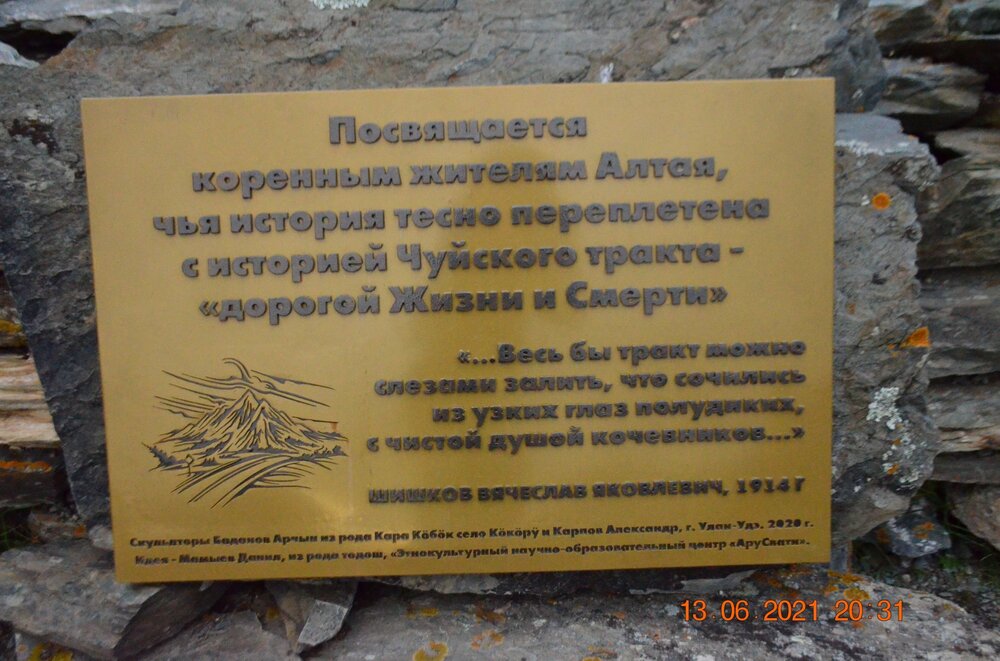 Посвящается
коренным жителям Алтая,
чья история тесно переплетена
с историей Чуйского тракта –
«дорогой Жизни и Смерти»
«...Весь бы тракт можно
слезами залить, что сочились
из узких глаз полудиких,
с чистой душой кочевников...»
ШИШКОВ ВЯЧЕСЛАВ ЯКОВЛЕВИЧ, 1914 Г
Скульпторы Боданов Арчын из рода Кара Кӧбӧк село Кӧкӧрӱ и Карпов Александр, г. Улан-Удэ. 2020 г.
Идея - Мамыев Данил, из рода тодош, «Этнокультурный научно-образовательный центр «АруСвати».
13 06 2021 20:31